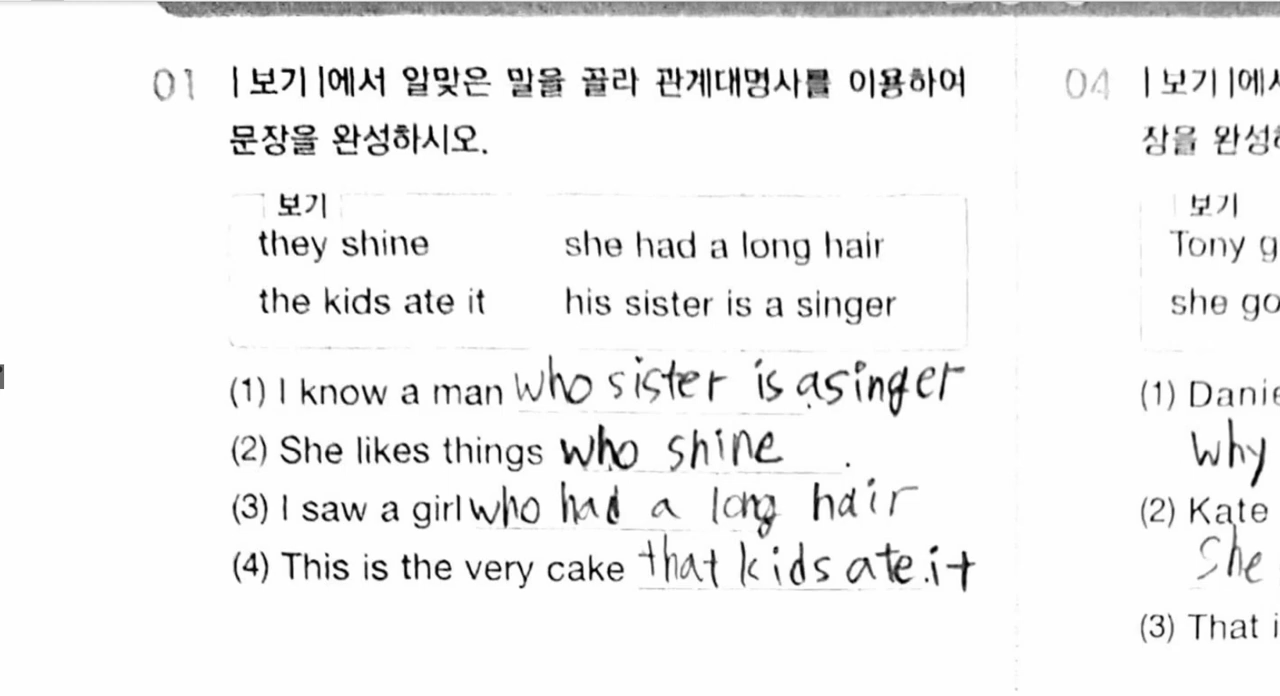 01 | 보기 |에서 알맞은 말을 골라 관계대명사를 이용하여
문장을 완성하시오.
보기
they shine she had a long hair
the kids ate it his sister is a singer
(1) I know a man who sister is a singer
(2) She likes things who shine .
(3) I saw a girl who had a long hair
(4) This is the very cake that kids ate it
04 | 보기 |에서
장을 완성하
보기
Tony g
she go
(1) Danie
Why
(2) Kate
She
(3) That i